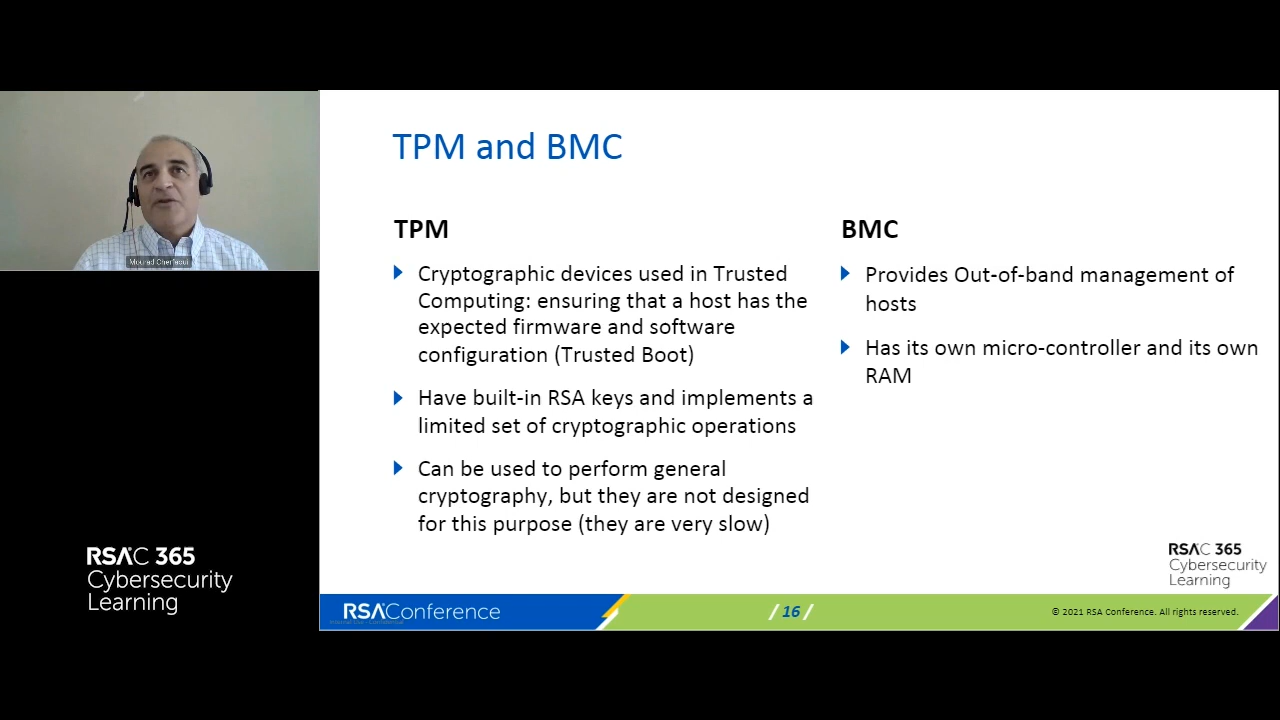 TPM and BMC
TPM
Cryptographic devices used in Trusted
Computing: ensuring that a host has the
expected firmware and software
configuration (Trusted Boot)
Have built-in RSA keys and implements a
limited set of cryptographic operations
Can be used to perform general
cryptography, but they are not designed
for this purpose (they are very slow)
BMC
Provides Out-of-band management of
hosts
Has its own micro-controller and its own
RAM
Mourad Cherfaoui
RSAC 365
Cybersecurity
Learning
RSAC 365
Cybersecurity
Learning
RSAConference
Internal Use - Confidential
/ 16 /
© 2021 RSA Conference. All rights reserved.